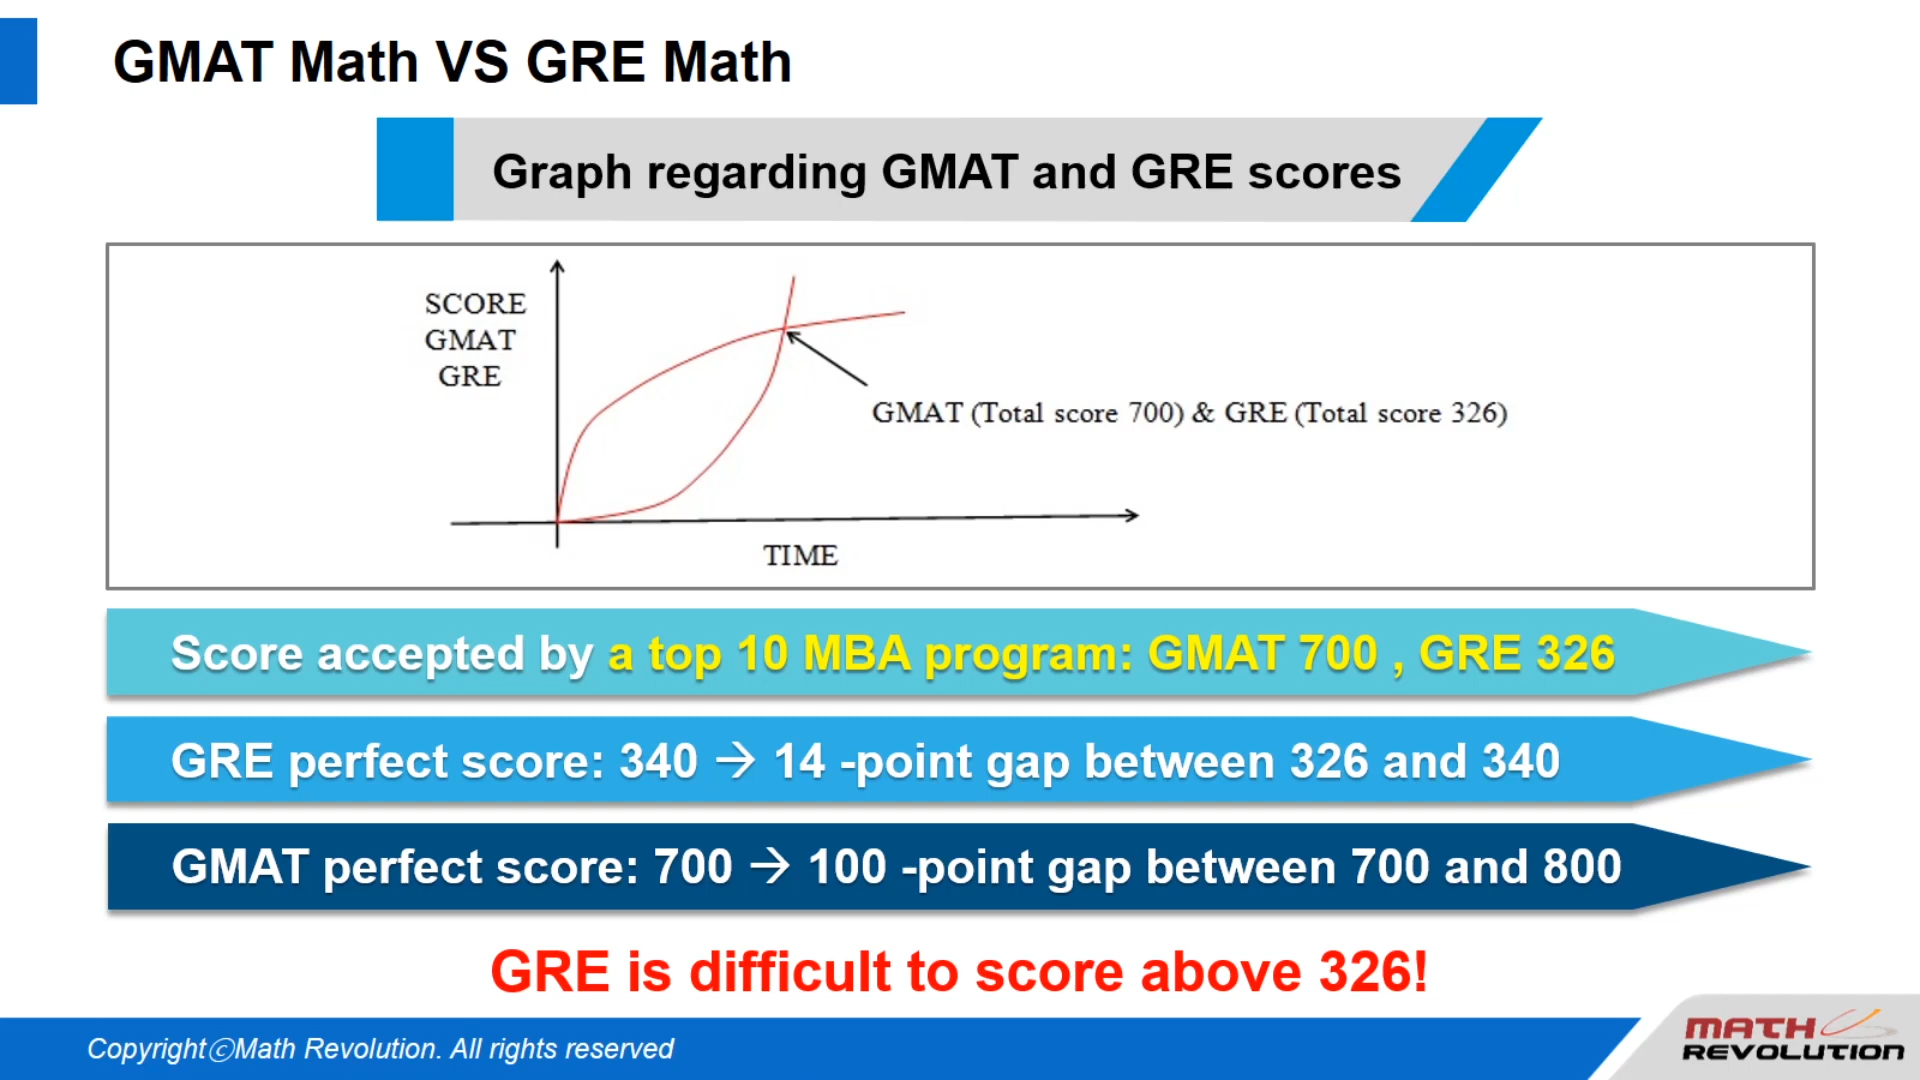 GMAT Math VS GRE Math
Graph regarding GMAT and GRE scores
SCORE
GMAT
GRE
GMAT (Total score 700) & GRE (Total score 326)
TIME
Score accepted by a top 10 MBA program: GMAT 700 , GRE 326
GRE perfect score: 340 → 14 -point gap between 326 and 340
GMAT perfect score: 700 → 100 -point gap between 700 and 800
GRE is difficult to score above 326!
CopyrightⓒMath Revolution. All rights reserved
MATH
REVOLUTION